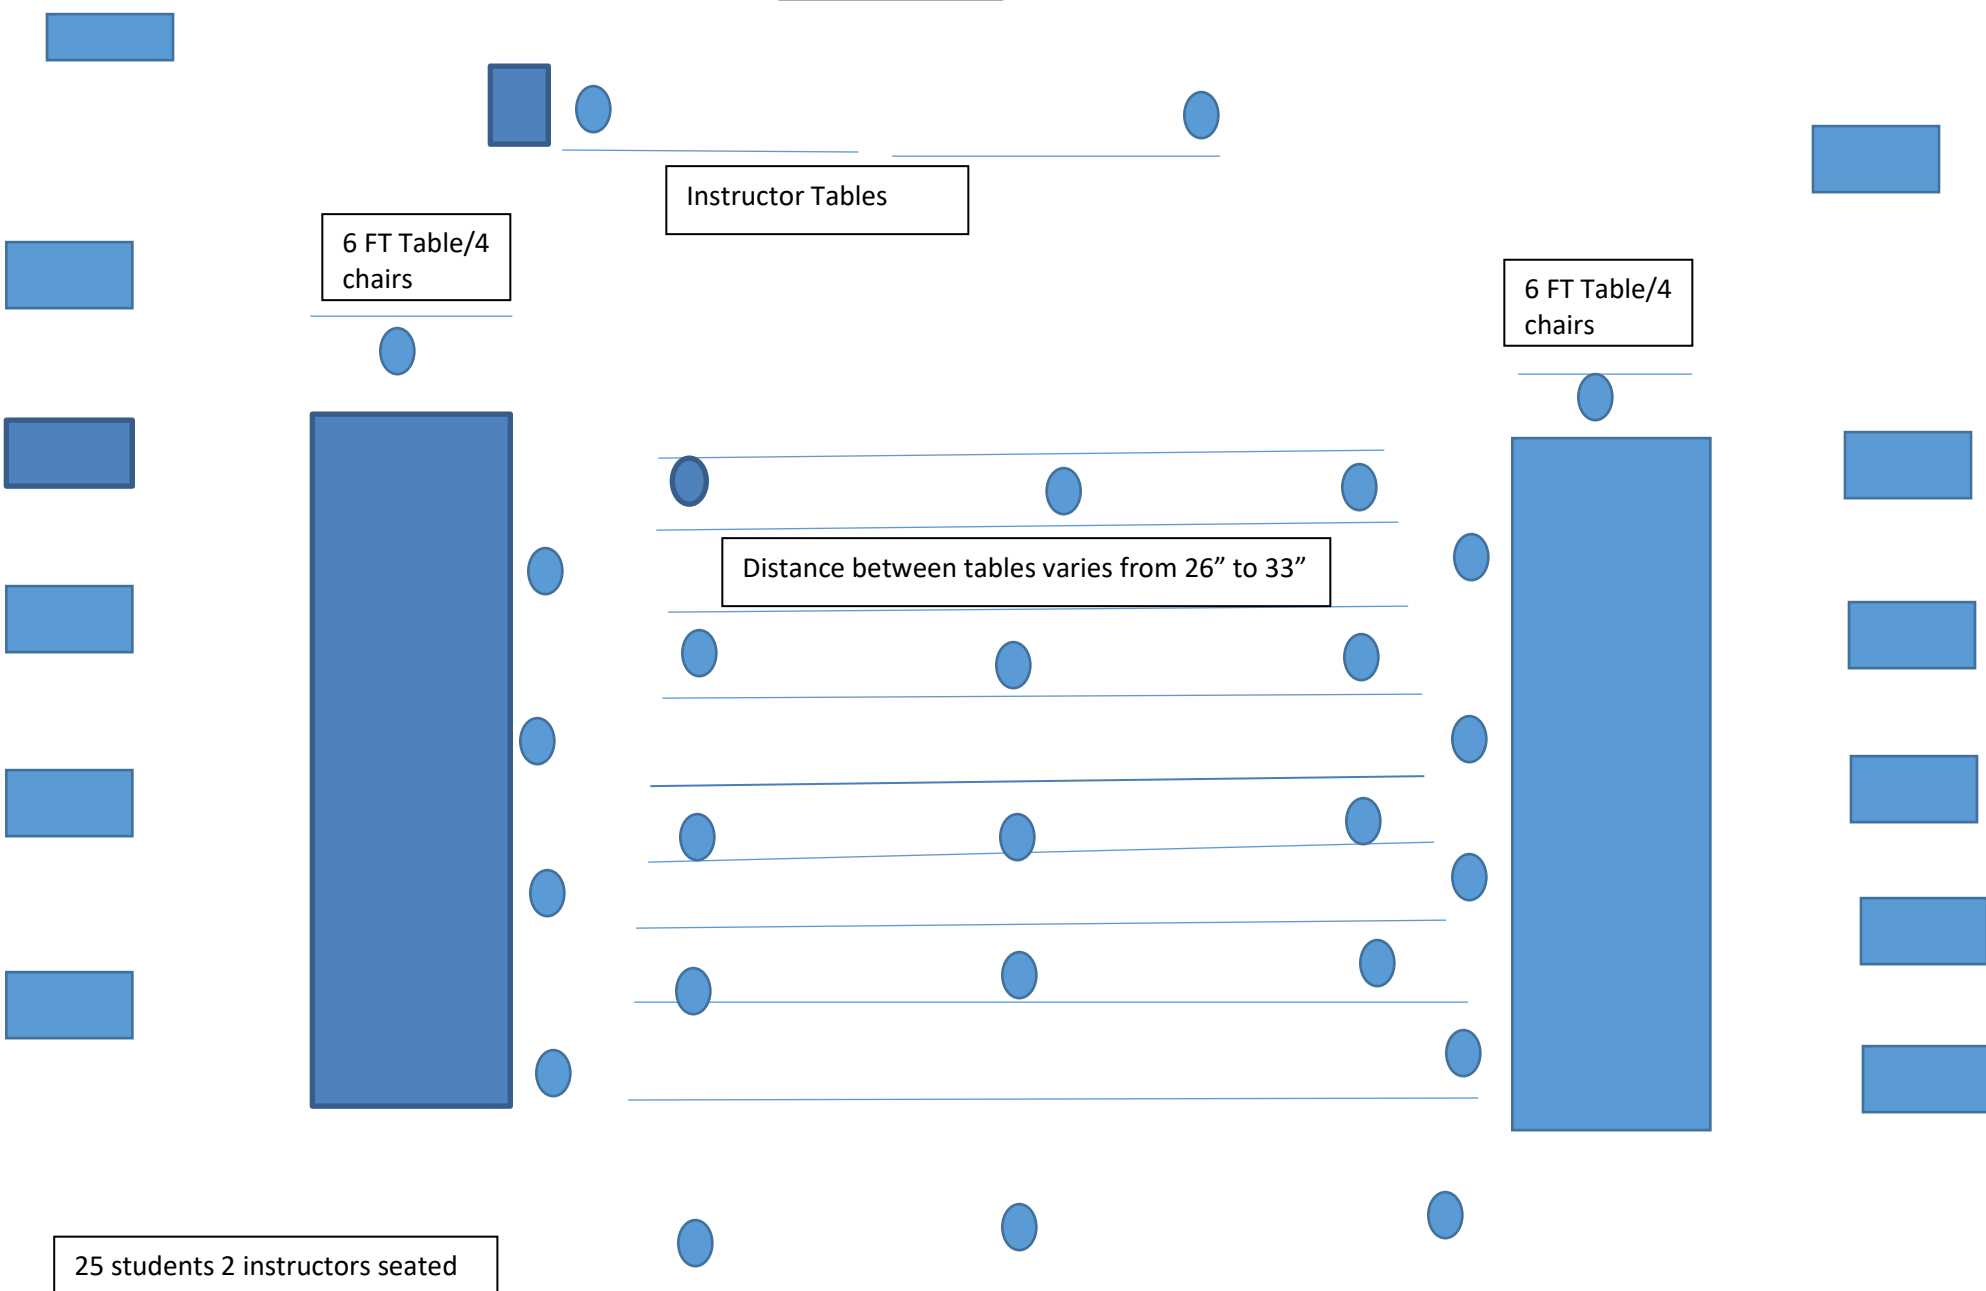 Instructor Tables
6 FT Table/4
chairs
6 FT Table/4
chairs
Distance between tables varies from 26” to 33”
25 students 2 instructors seated